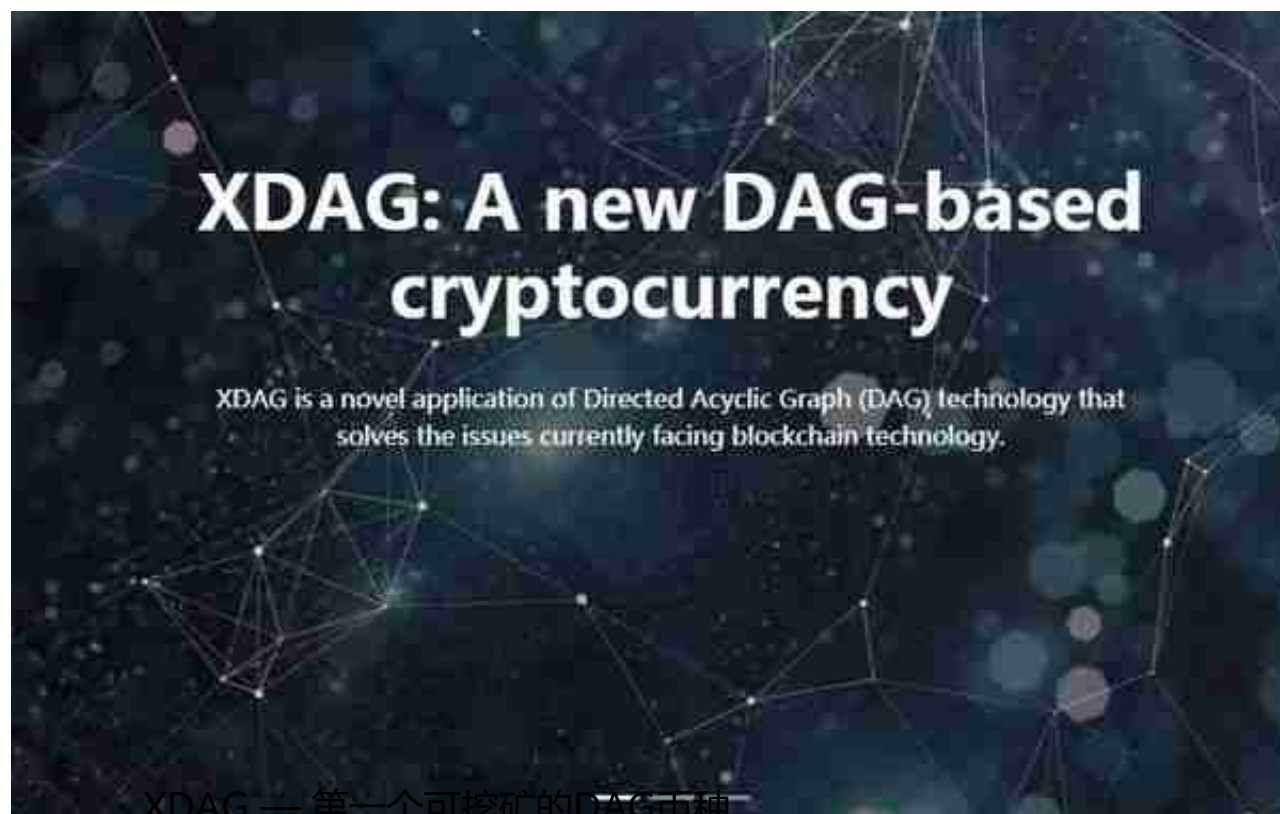 XDAG: A new DAG-based
cryptocurrency
XDAG is a novel application of Directed Acyclic Graph (DAG) technology that
solves the issues currently facing blockchain technology.
XDAG — 第一个可挖矿的DAG币种